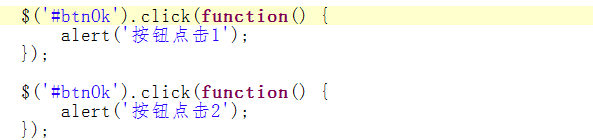 $('#btnOk').click(function() {
alert('按钮点击1');
});
$('#btnOk').click(function() {
alert('按钮点击2');
});